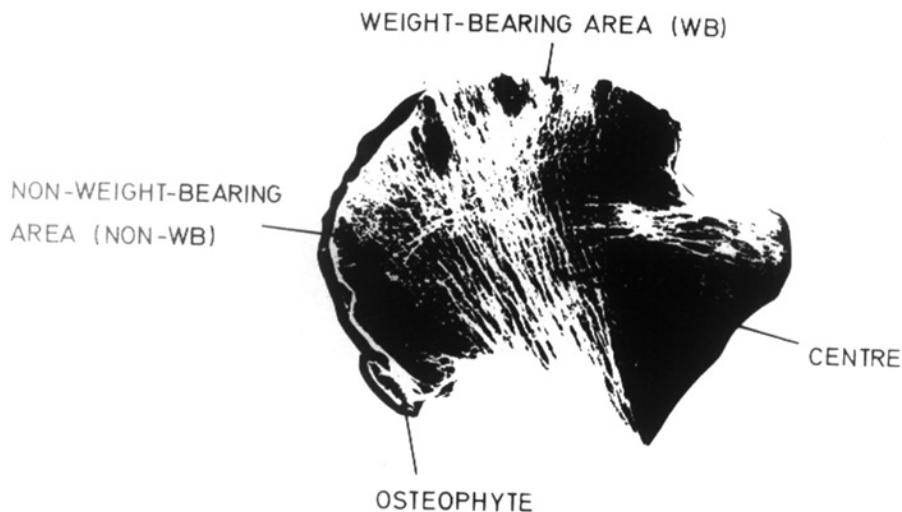 WEIGHT-BEARING AREA (WB)
NON-WEIGHT-BEARING
AREA (NON-WB)
CENTRE
OSTEOPHYTE